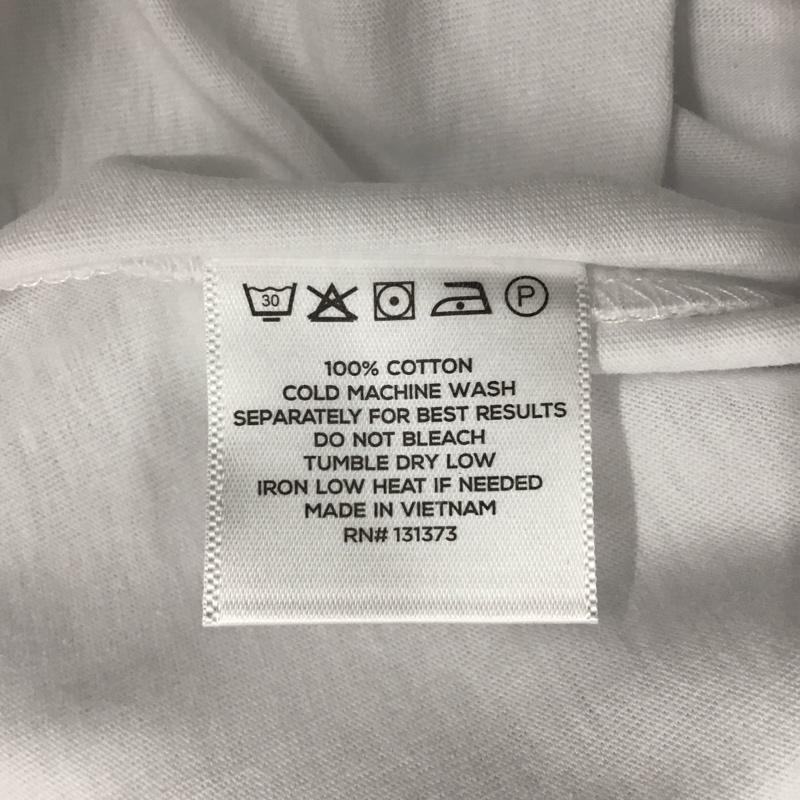 30 P
100% COTTON
COLD MACHINE WASH
SEPARATELY FOR BEST RESULTS
DO NOT BLEACH
TUMBLE DRY LOW
IRON LOW HEAT IF NEEDED
MADE IN VIETNAM
RN# 131373